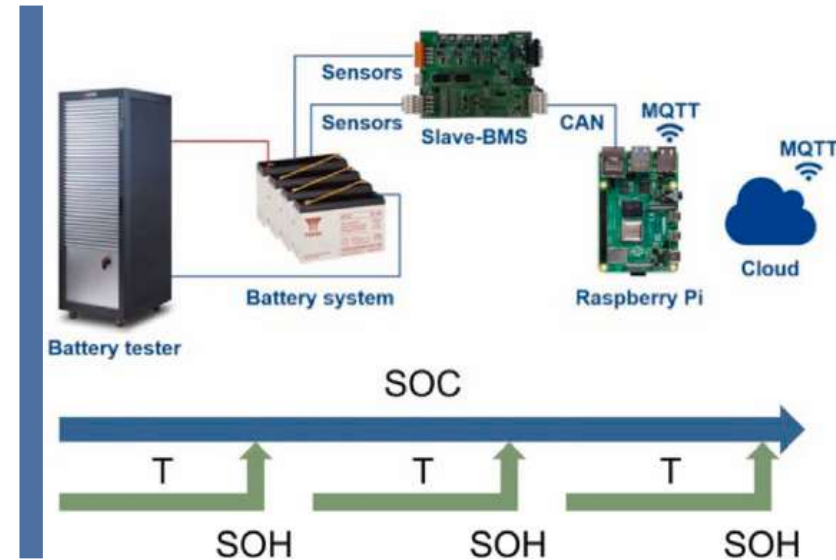 Sensors
MQTT
Sensors
Slave-BMS
CAN
MQTT
Battery system
Raspberry Pi
Cloud
Battery tester
SOC
T
T
T
SOH
SOH
SOH